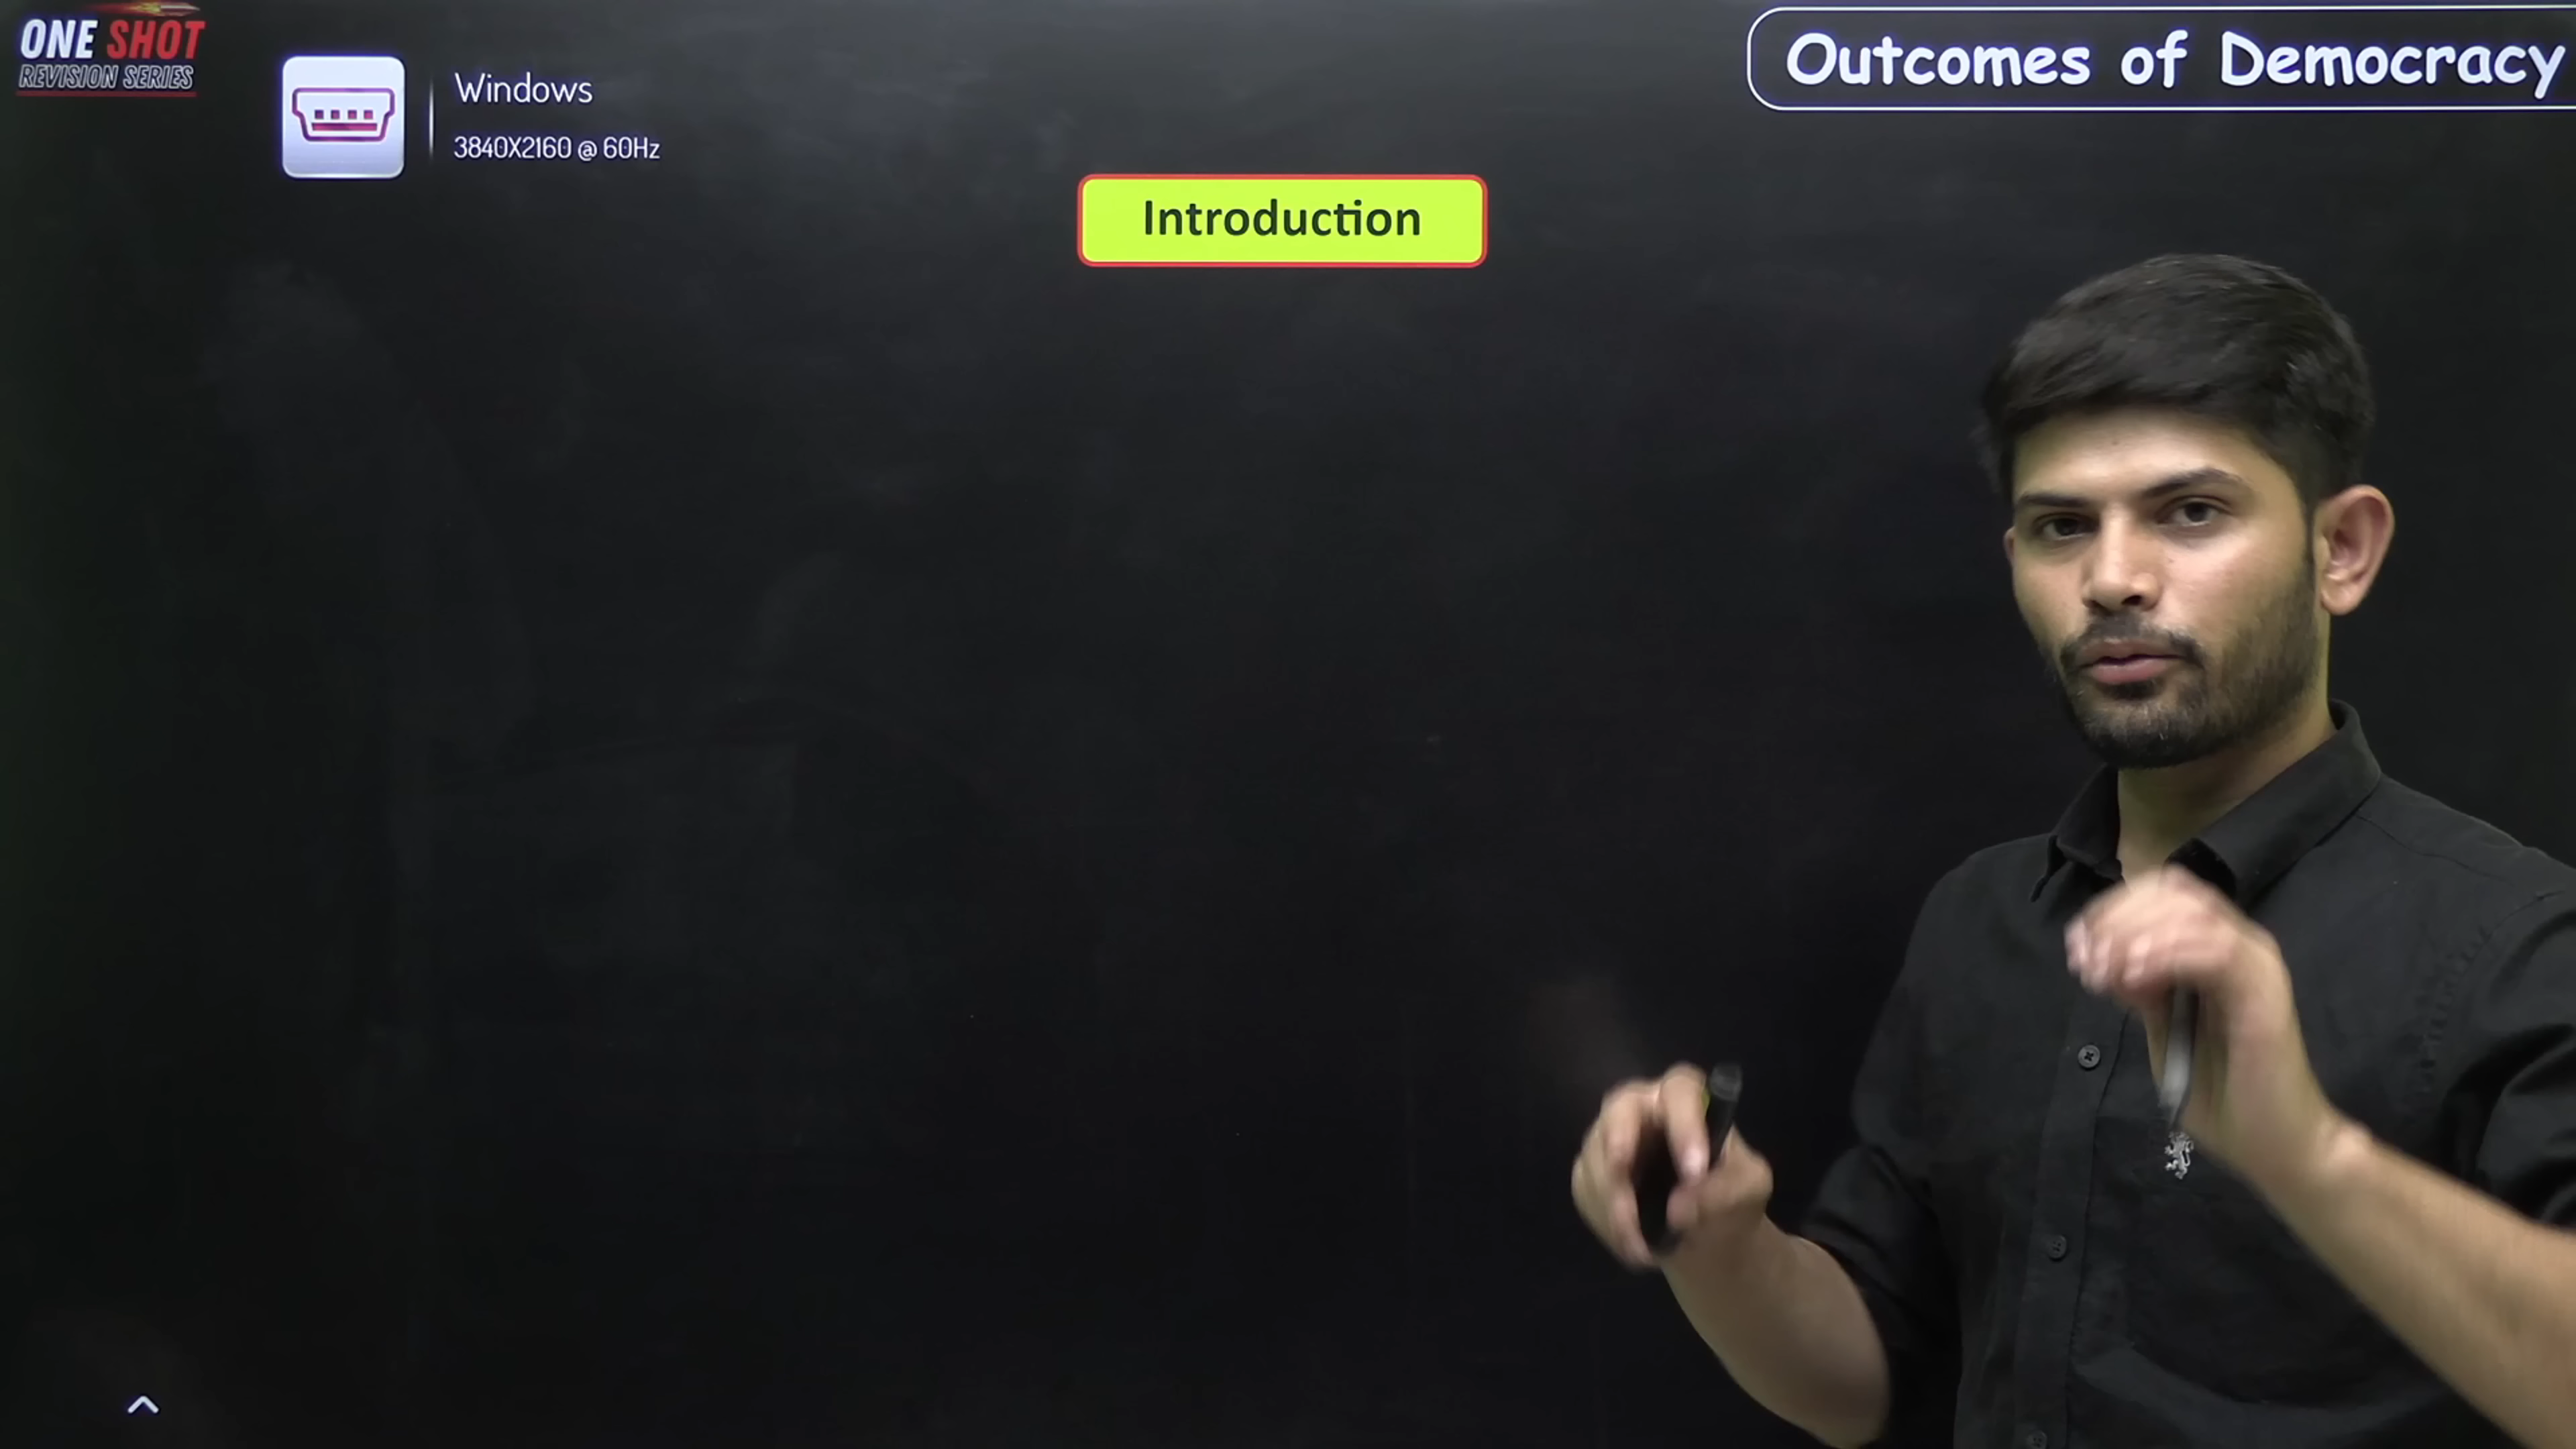 ONE SHOT
REVISION SERIES
Windows
3840X2160 @ 60Hz
Outcomes of Democracy
Introduction